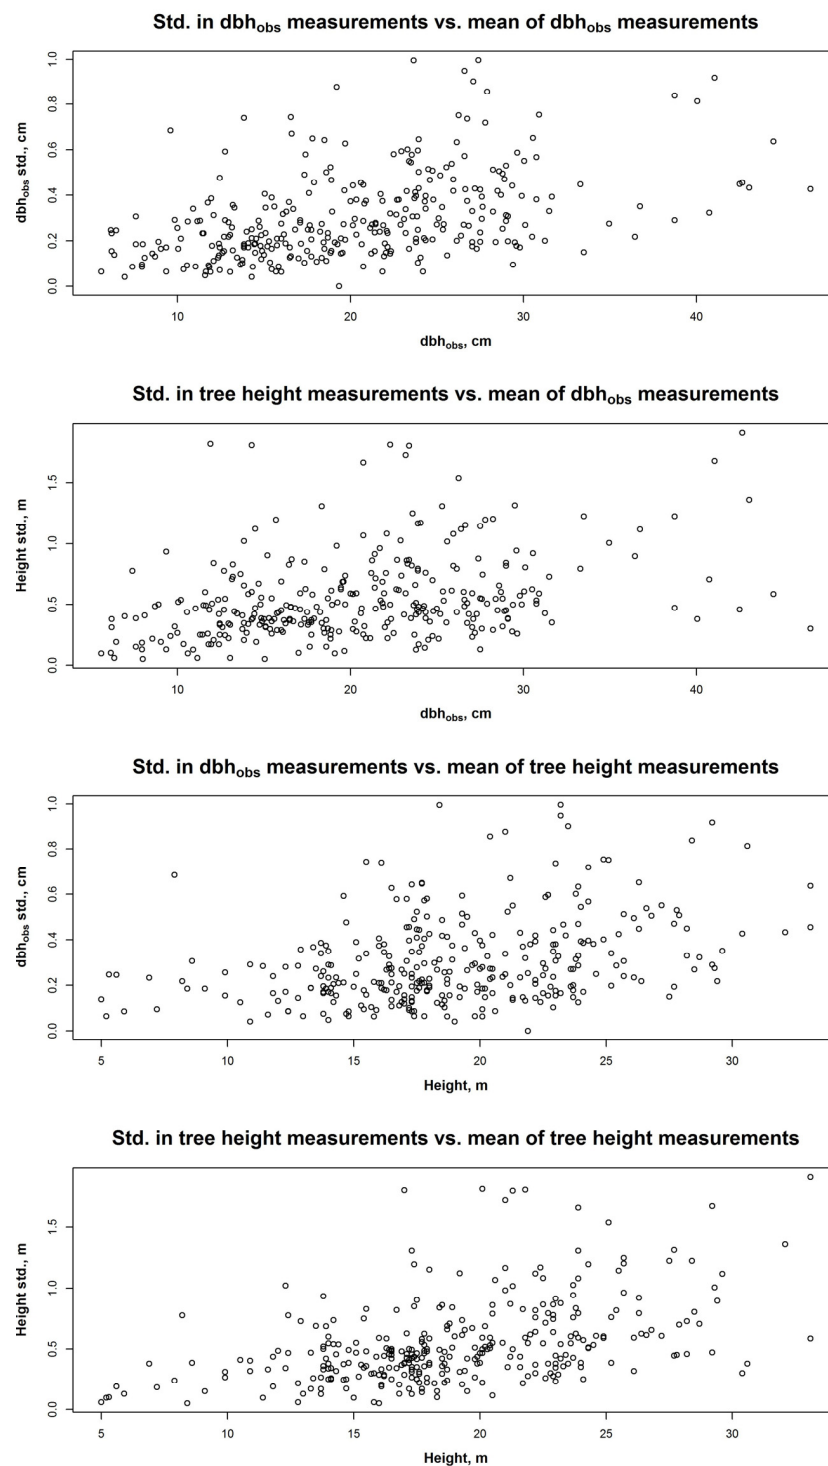 Std. in dbhobs measurements vs. mean of dbhobs measurements
dbhobs std., cm
1.0
0.8
0.6
0.4
0.2
0.0
10 20 30 40
dbhobs, cm
Std. in tree height measurements vs. mean of dbhobs measurements
Height std., m
1.5
1.0
0.5
0.0
10 20 30 40
dbhobs, cm
Std. in dbhobs measurements vs. mean of tree height measurements
dbhobs std., cm
1.0
0.8
0.6
0.4
0.2
0.0
5 10 15 20 25 30
Height, m
Std. in tree height measurements vs. mean of tree height measurements
Height std., m
1.5
1.0
0.5
0.0
5 10 15 20 25 30
Height, m